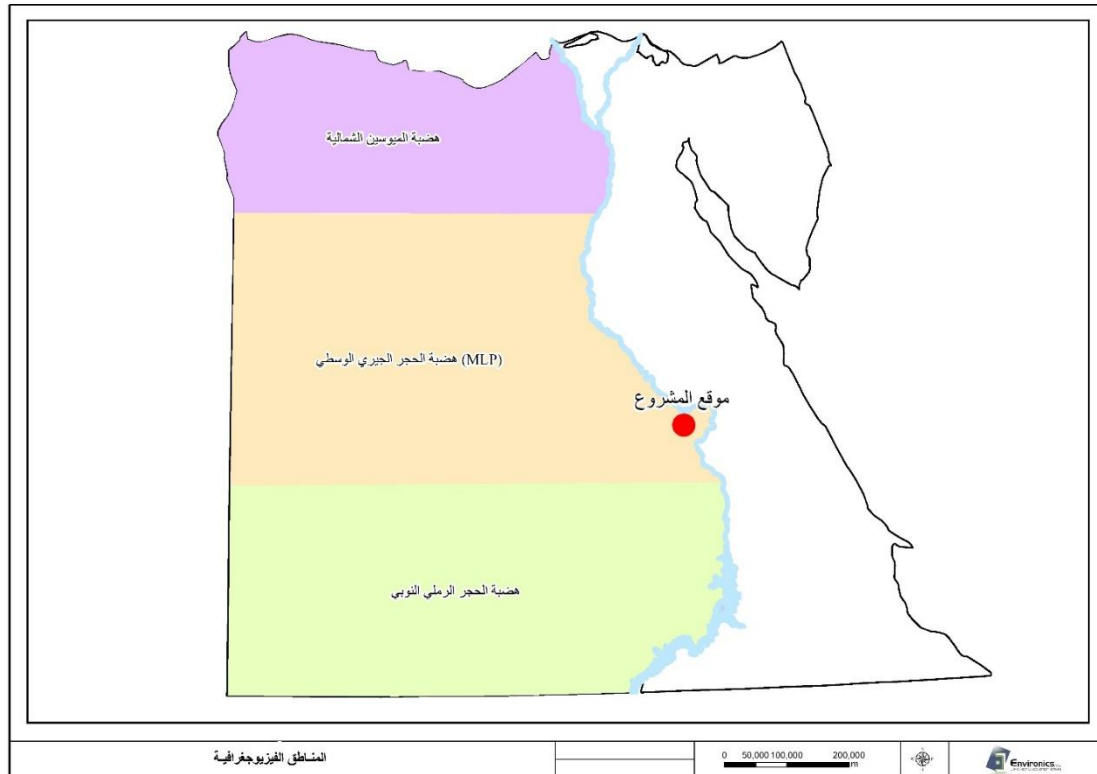 هضبة الميوسين الشمالية
هضبة الحجر الجيري الوسطي (MLP)
موقع المشروع
هضبة الحجر الرملي النوبي
المناطق الفيزيوجغرافية
0 50,000 100,000 200,000
m
Environics